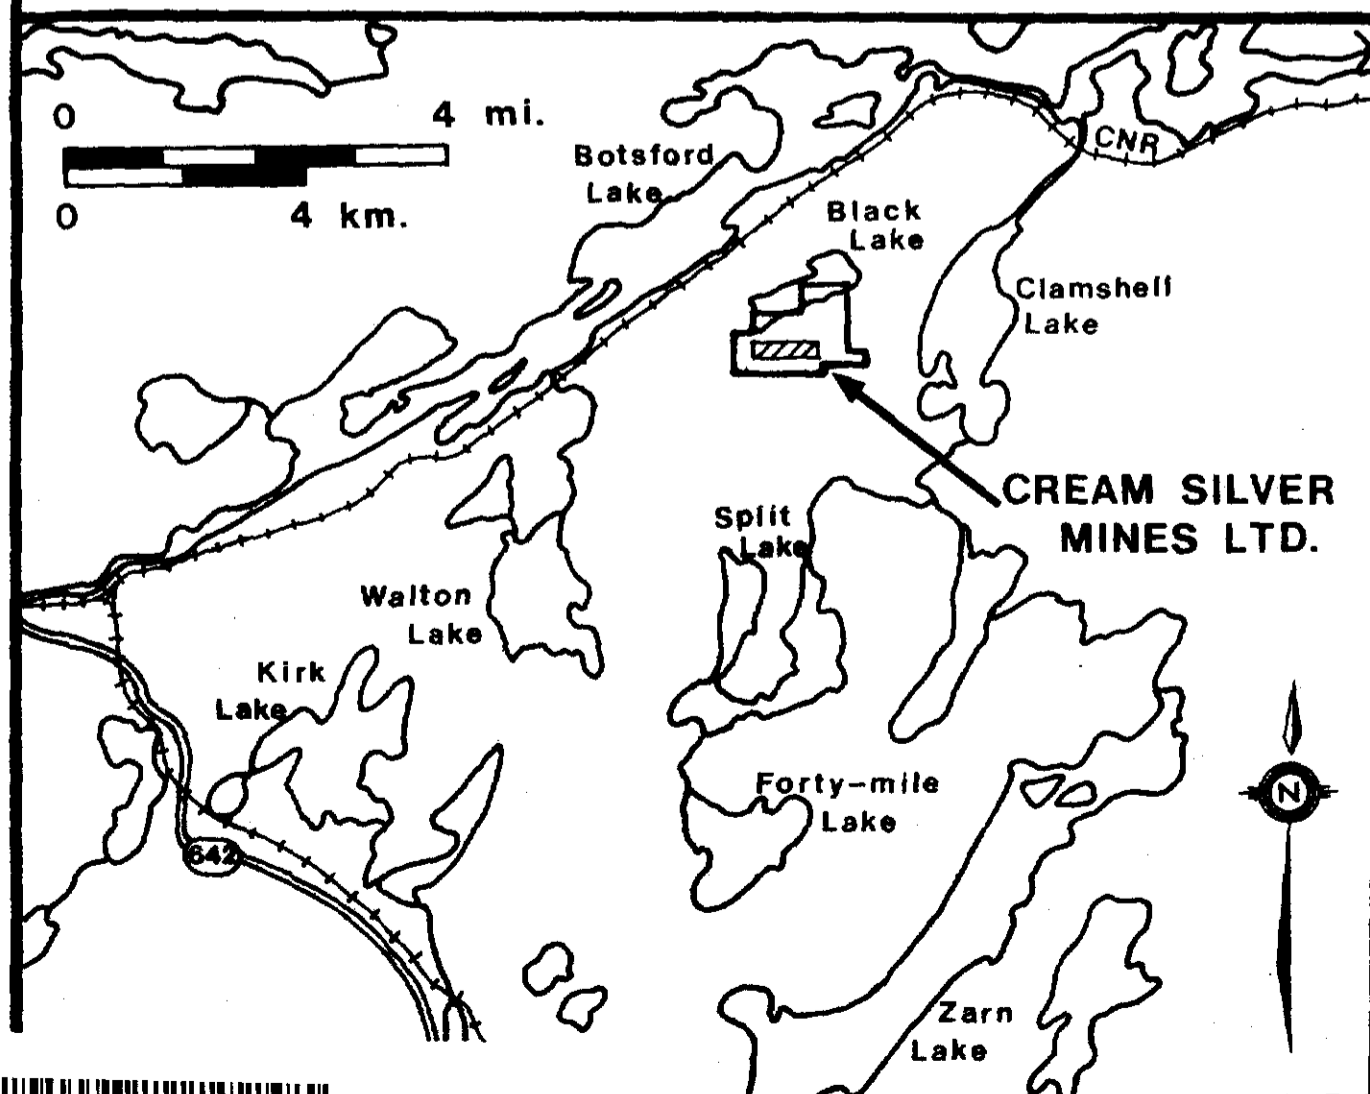 0 4 mi.
0 4 km.
Botsford
Lake
CNR
Black
Lake
Clamshell
Lake
CREAM SILVER
MINES LTD.
Split
Lake
Walton
Lake
Kirk
Lake
Forty-mile
Lake
N
642
Zarn
Lake